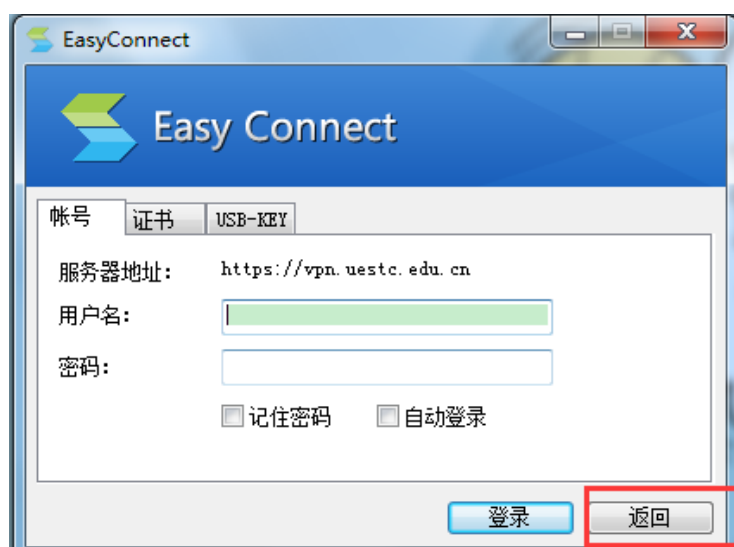 EasyConnect
Easy Connect
帐号 证书 USB-KEY
服务器地址: https://vpn.uestc.edu.cn
用户名:
密码:
记住密码 自动登录
登录 返回